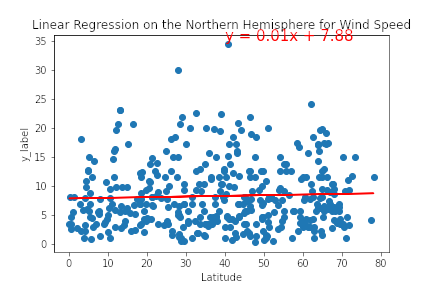 Linear Regression on the Northern Hemisphere for Wind Speed
y = 0.01x + 7.88
35
30
25
20
15
10
5
0
y_label
0 10 20 30 40 50 60 70 80
Latitude